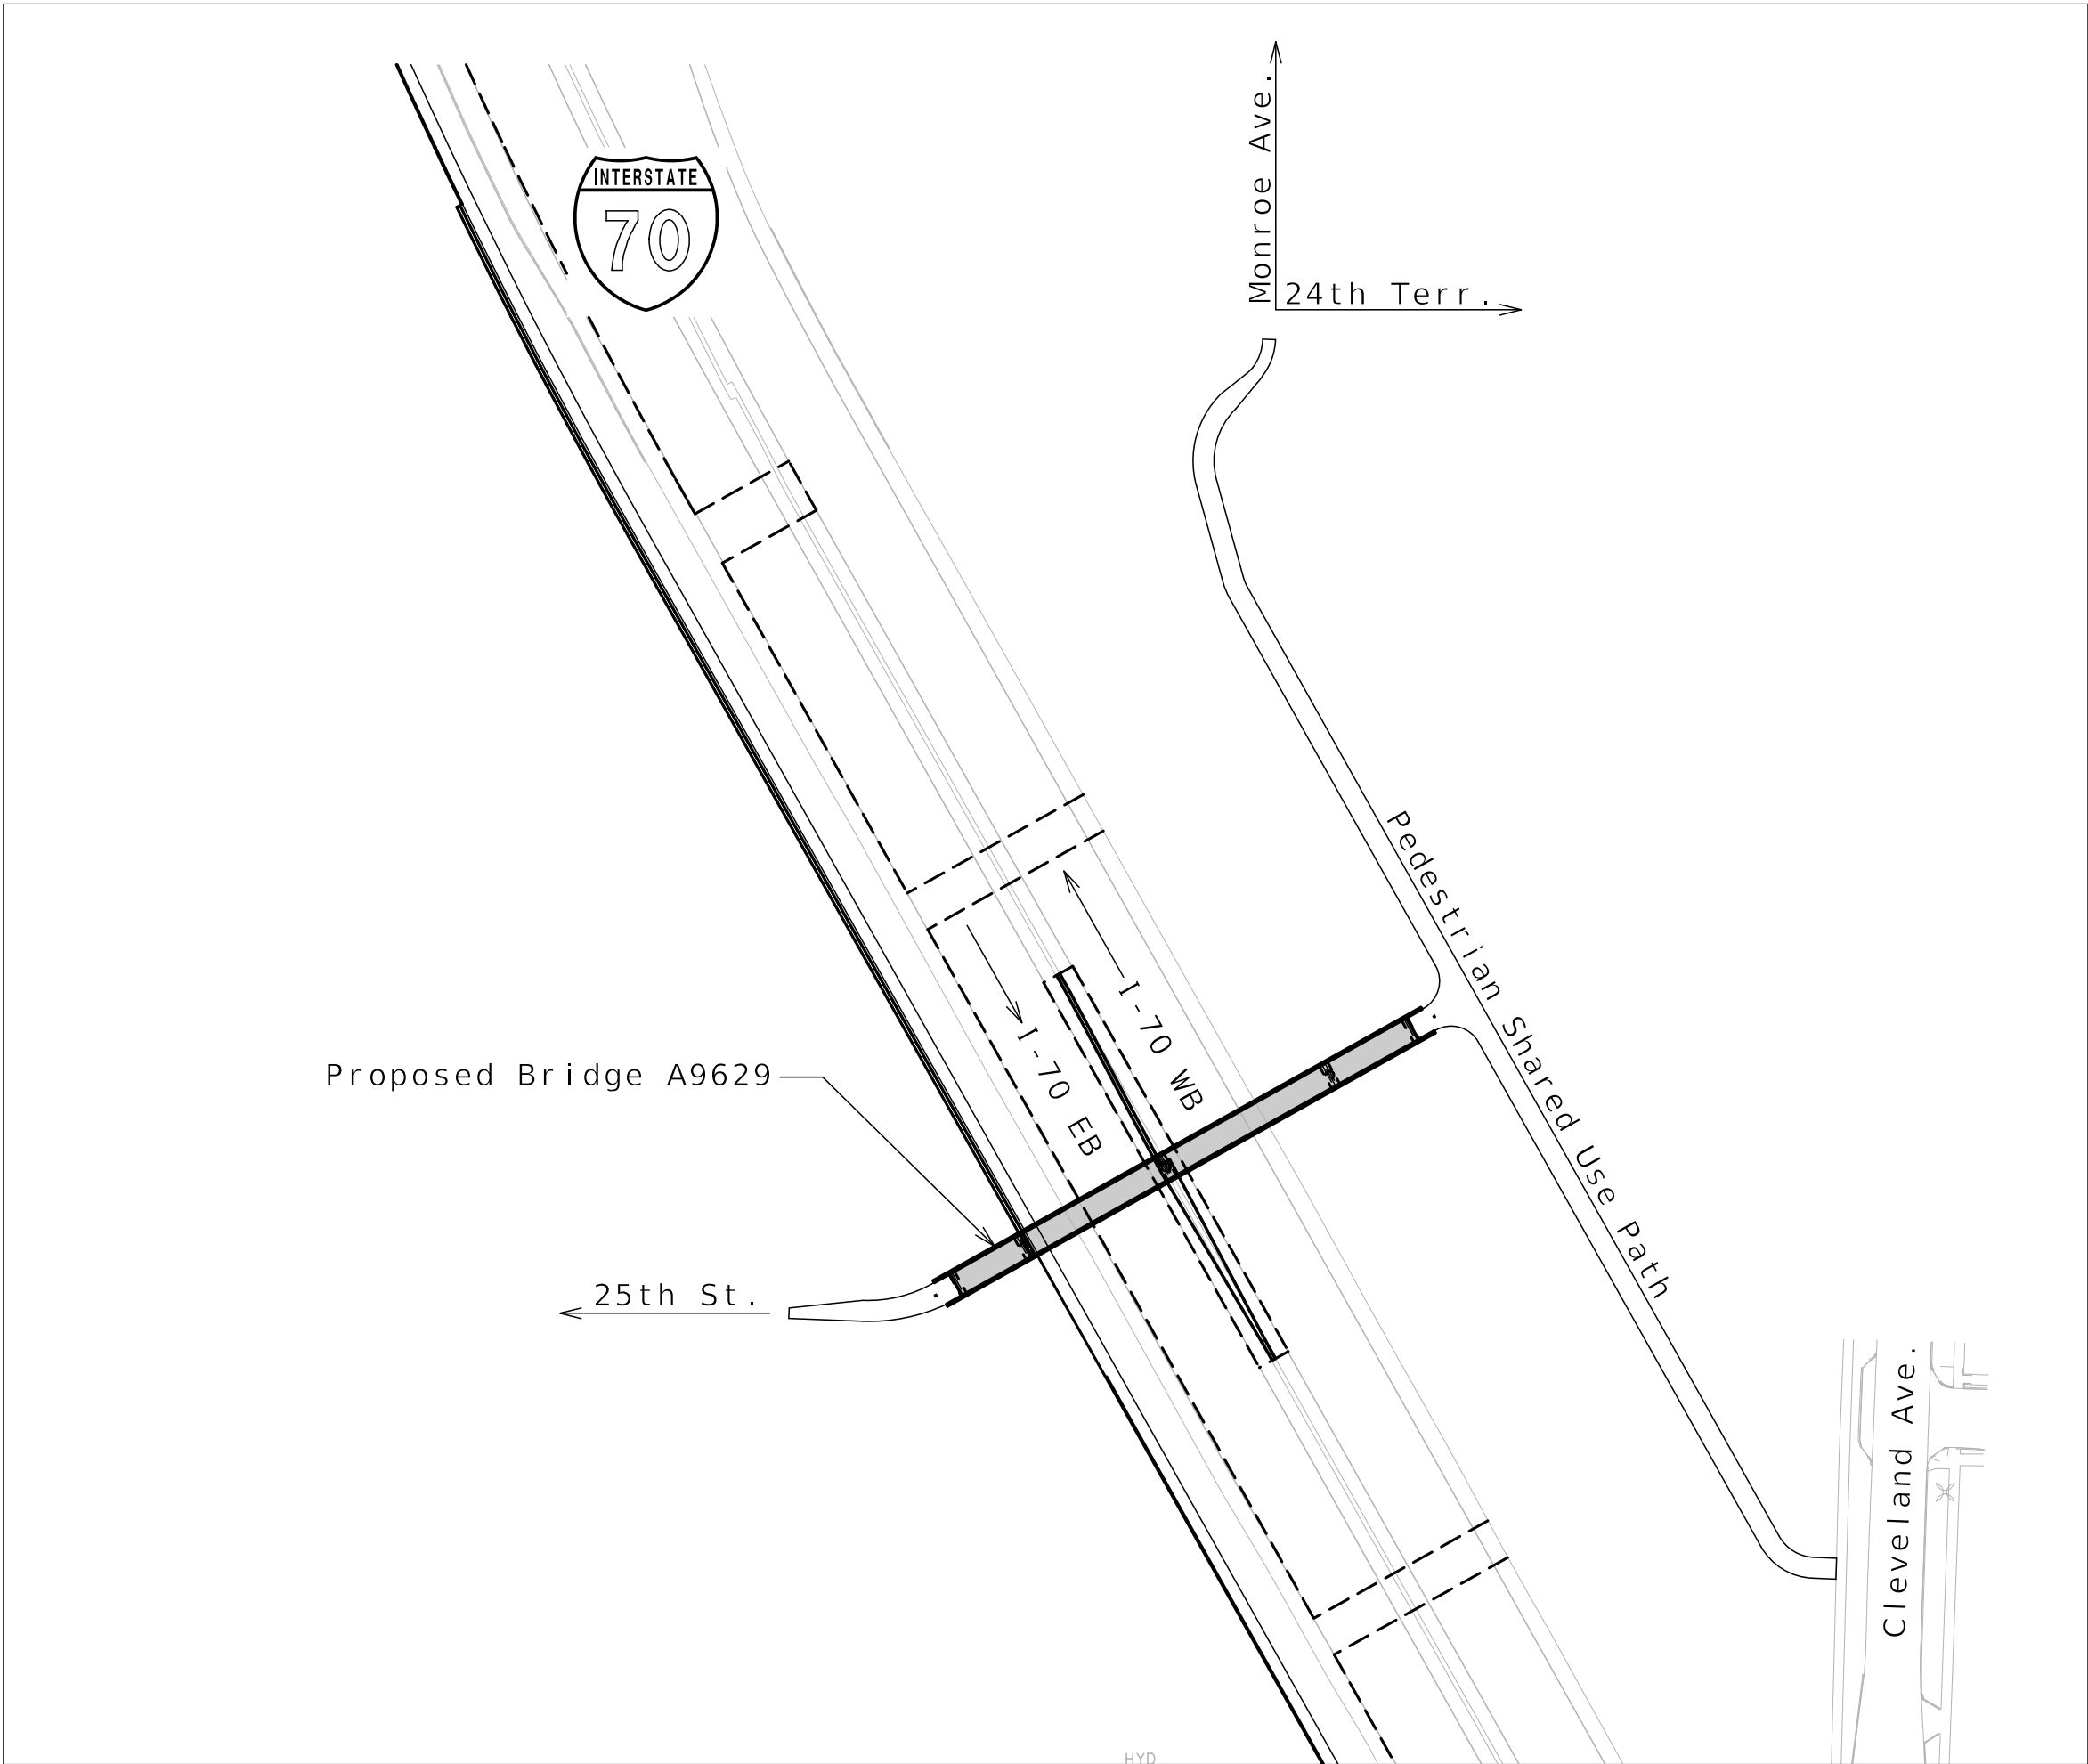 INTERSTATE
70
Monroe Ave.
24th Terr.
Pedestrian Shared Use Path
I-70 WB
I-70 EB
Proposed Bridge A9629
25th St.
Cleveland Ave.
HYD